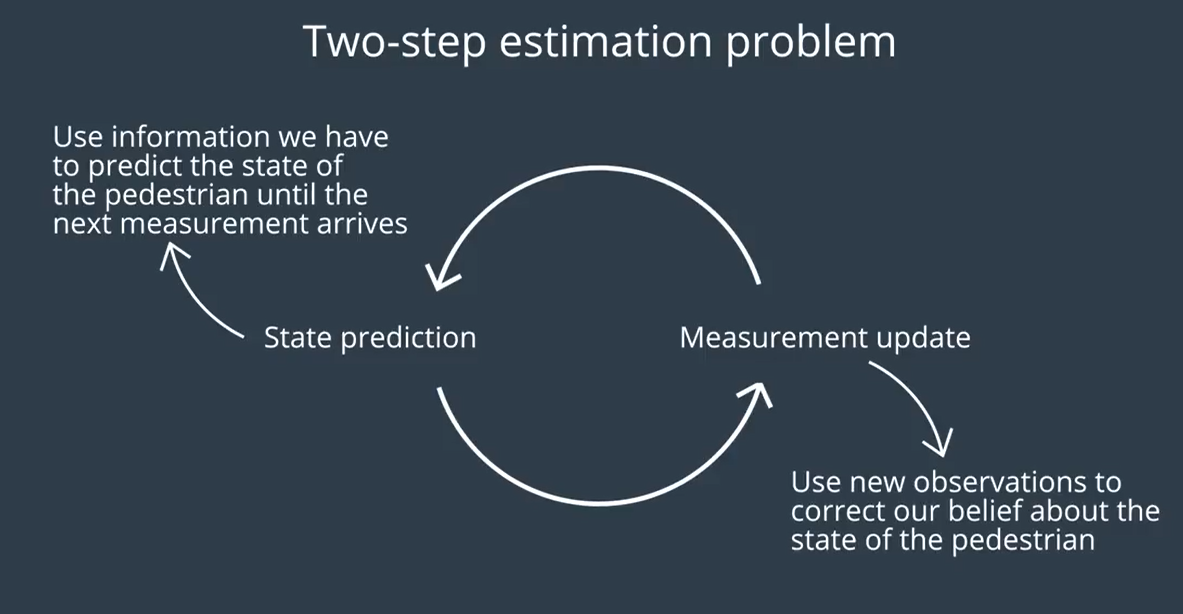 Two-step estimation problem
Use information we have
to predict the state of
the pedestrian until the
next measurement arrives
State prediction
Measurement update
Use new observations to
correct our belief about the
state of the pedestrian